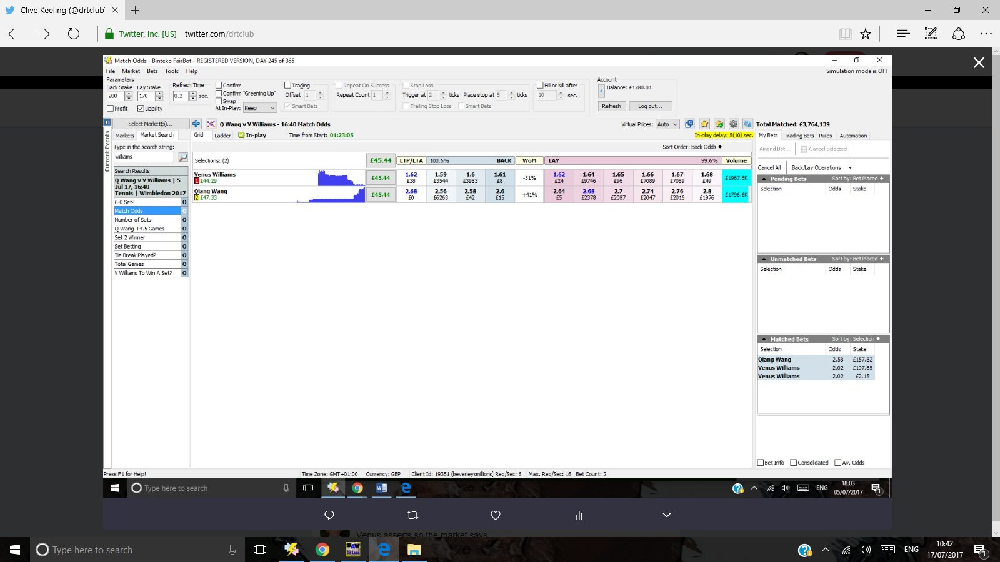 Clive Keeling (@drtclub)
Twitter, Inc. [US] twitter.com/drtclub
Match Odds - Binteko FairBot - REGISTERED VERSION, DAY 245 of 365
File Market Bets Tools Help
Simulation mode is OFF
Parameters
Back Stake Lay Stake Refresh Time
200 170 0.2 sec.
Profit Liability
Confirm
Confirm "Greening Up"
Swap
At In-Play: Keep
Trading
Offset 1
Smart Bets
Repeat On Success
Repeat Count 1
Stop Loss
Trigger at 2 ticks Place stop at 5 ticks
Trailing Stop Loss Smart Bets
Fill or Kill after
10 sec.
Account
Balance: £1280.01
Refresh Log out...
Current Events
Select Market(s)...
Markets Market Search
Type in the search string:
williams
Search Results
Q Wang v V Williams | 5
Jul 17, 16:40
Tennis | Wimbledon 2017
6-0 Set? 0
Match Odds 0
Number of Sets 0
Q Wang +4.5 Games 0
Set 2 Winner 0
Set Betting 0
Tie Break Played? 0
Total Games 0
V Williams To Win A Set? 0
Q Wang v V Williams - 16:40 Match Odds
Virtual Prices: Auto
Grid Ladder In-play Time from Start: 01:23:05
In-play delay: 5(10) sec.
Sort Order: Back Odds
Selections: (2) £45.44 LTP/LTA 100.6% BACK WoM LAY 99.6% Volume
Venus Williams £45.44 1.62 1.59 1.6 1.61 -31% 1.62 1.64 1.65 1.66 1.67 1.68 £1967.6K
1 £44.29 £38 £3544 £3983 £8 £24 £9746 £96 £7089 £7089 £49
Qiang Wang £45.44 2.68 2.56 2.58 2.6 +41% 2.64 2.68 2.7 2.74 2.76 2.8 £1796.6K
2 £47.33 £0 £6263 £42 £15 £5 £2378 £2087 £2047 £2016 £1976
Total Matched: £3,764,139
My Bets Trading Bets Rules Automation
Amend Bet... Cancel Selected
Cancel All Back/Lay Operations
Pending Bets Sort by: Bet Placed
Selection Odds Stake
Unmatched Bets Sort by: Bet Placed
Selection Odds Stake
Matched Bets Sort by: Selection
Selection Odds Stake
Qiang Wang 2.58 £157.82
Venus Williams 2.02 £197.85
Venus Williams 2.02 £2.15
Bet Info Consolidated Av. Odds
Press F1 for Help! Time Zone: GMT+01:00 Currency: GBP Client Id: 19351 (beverleysmillions) Req/Sec: 6 Max. Req/Sec: 16 Bet Count: 2
Type here to search
ENG
18:03
05/07/2017
1
Venus asserts so the market says
Type here to search
ENG
10:42
17/07/2017
1